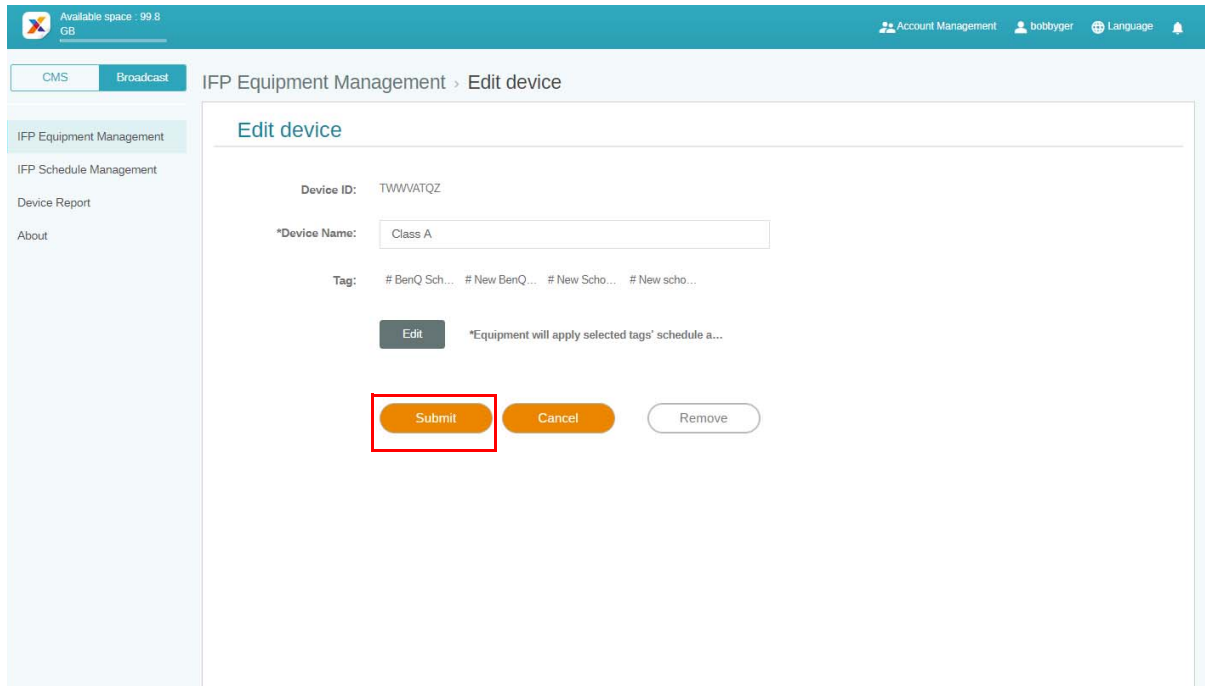 Available space : 99.8
GB
Account Management
bobbyger
Language
CMS
Broadcast
IFP Equipment Management › Edit device
IFP Equipment Management
IFP Schedule Management
Device Report
About
Edit device
Device ID: TWWVATQZ
*Device Name: Class A
Tag: # BenQ Sch... # New BenQ... # New Scho... # New scho...
Edit *Equipment will apply selected tags' schedule a...
Submit Cancel Remove